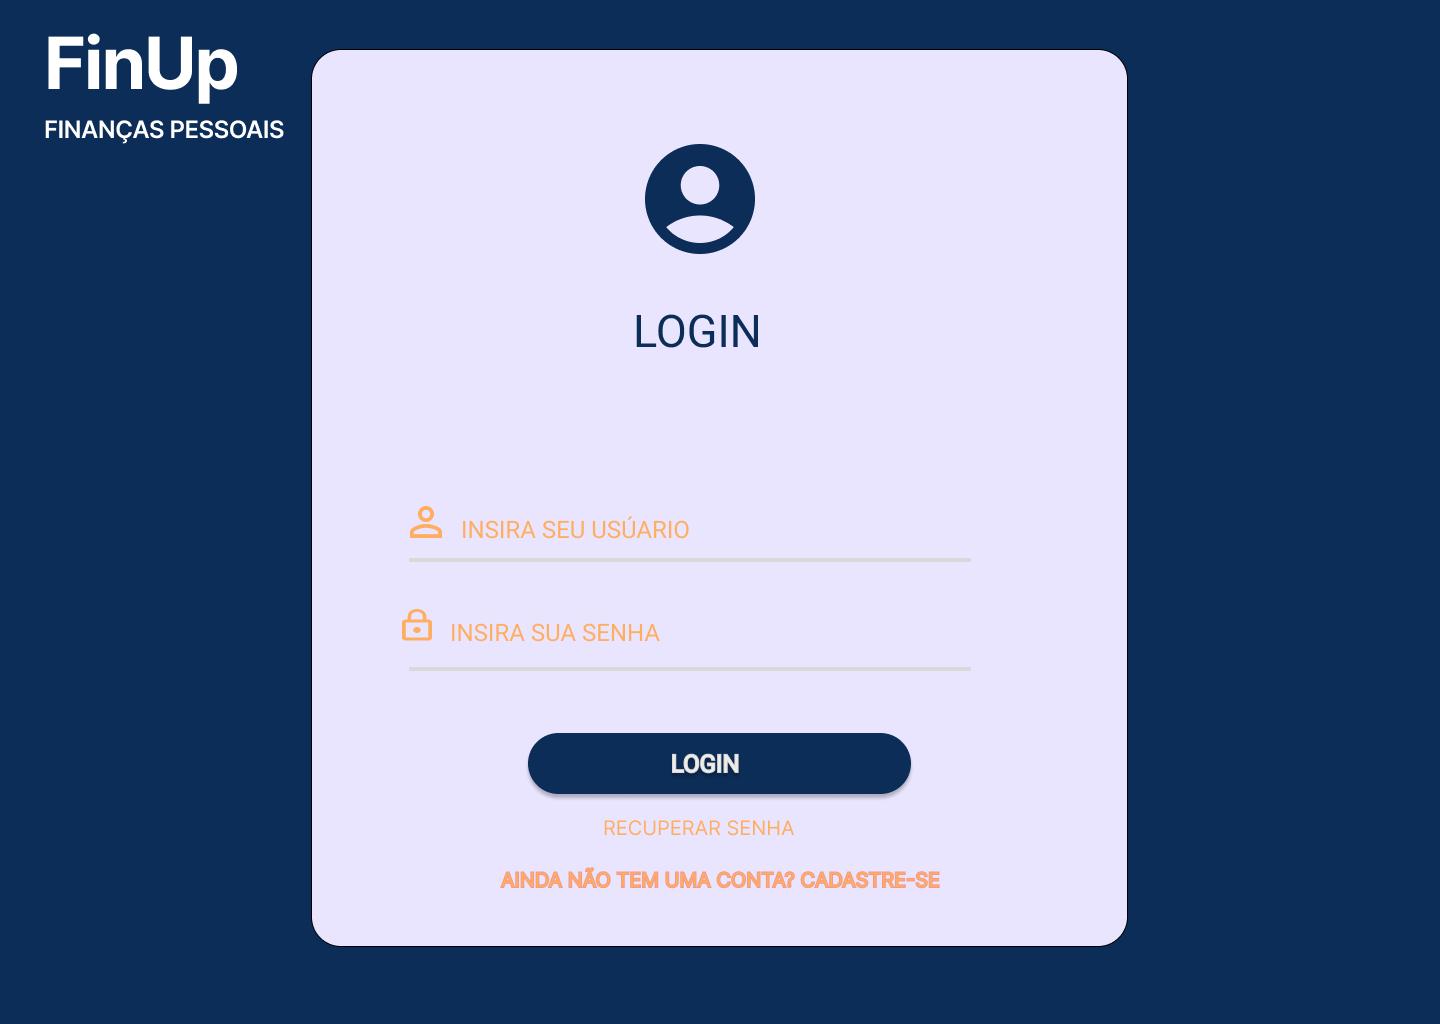 FinUp
FINANÇAS PESSOAIS
LOGIN
INSIRA SEU USÚARIO
INSIRA SUA SENHA
LOGIN
RECUPERAR SENHA
AINDA NÃO TEM UMA CONTA? CADASTRE-SE